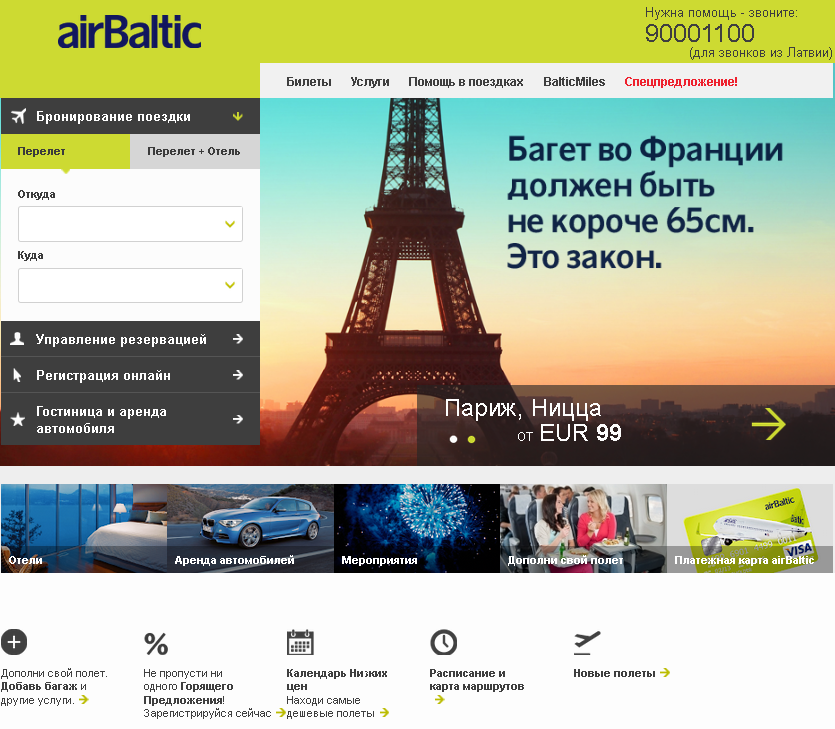 airBaltic
Нужна помощь - звоните:
90001100
(для звонков из Латвии)
Билеты Услуги Помощь в поездках BalticMiles Спецпредложение!
Бронирование поездки
Перелет Перелет + Отель
Откуда
Куда
Управление резервацией
Регистрация онлайн
Гостиница и аренда
автомобиля
Багет во Франции
должен быть
не короче 65см.
Это закон.
Париж, Ницца
от EUR 99
Отели
Аренда автомобилей
Мероприятия
Дополни свой полет
airBaltic
VISA
Платежная карта airBaltic
Дополни свой полет.
Добавь багаж и
другие услуги.
%
Не пропусти ни
одного Горящего
Предложения!
Зарегистрируйся сейчас
Календарь Низких
цен
Находи самые
дешевые полеты
Расписание и
карта маршрутов
Новые полеты